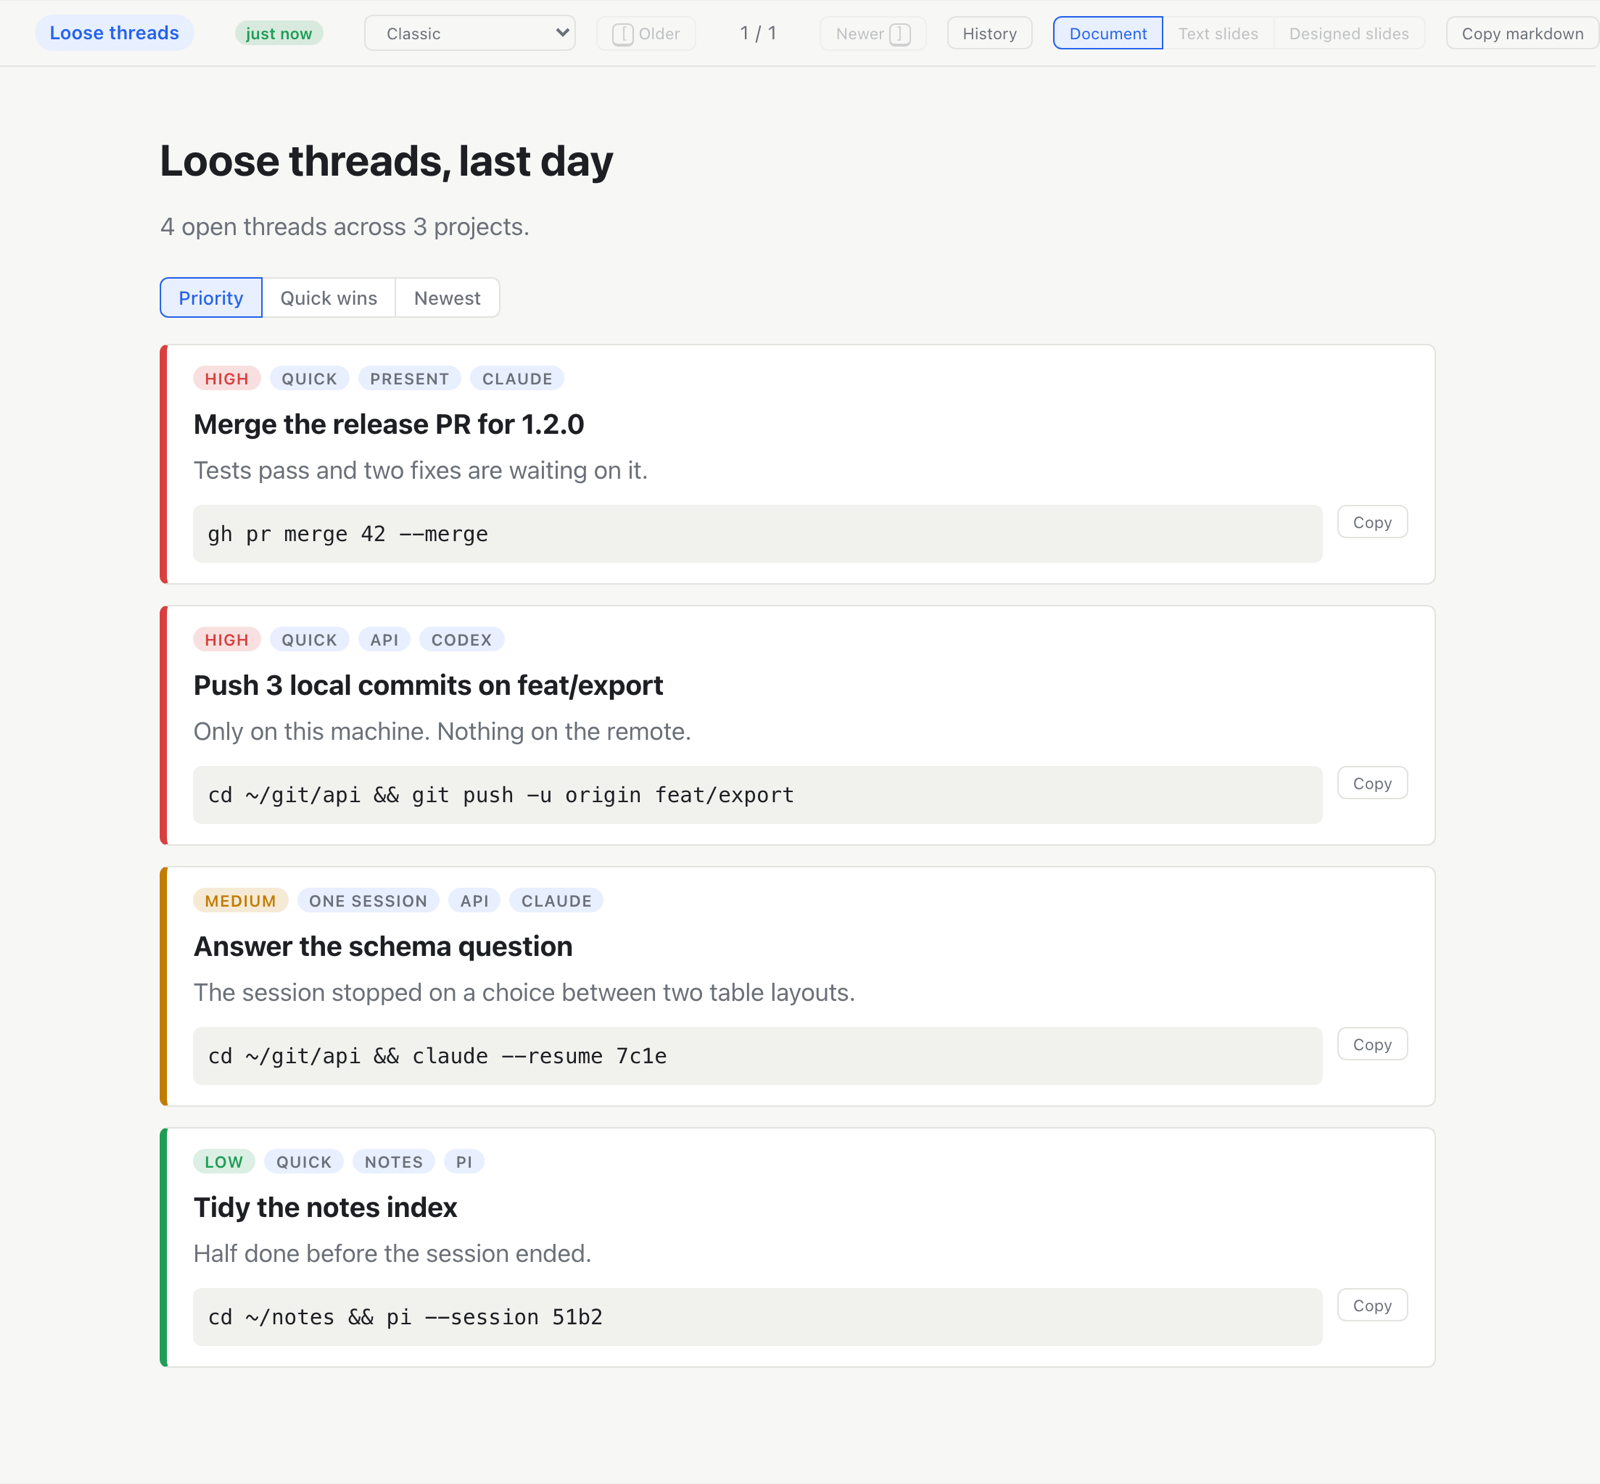 Loose threads just now Classic [ Older 1 / 1 Newer ] History Document Text slides Designed slides Copy markdown
Loose threads, last day
4 open threads across 3 projects.
Priority Quick wins Newest
HIGH QUICK PRESENT CLAUDE
Merge the release PR for 1.2.0
Tests pass and two fixes are waiting on it.
gh pr merge 42 --merge Copy
HIGH QUICK API CODEX
Push 3 local commits on feat/export
Only on this machine. Nothing on the remote.
cd ~/git/api && git push -u origin feat/export Copy
MEDIUM ONE SESSION API CLAUDE
Answer the schema question
The session stopped on a choice between two table layouts.
cd ~/git/api && claude --resume 7c1e Copy
LOW QUICK NOTES PI
Tidy the notes index
Half done before the session ended.
cd ~/notes && pi --session 51b2 Copy